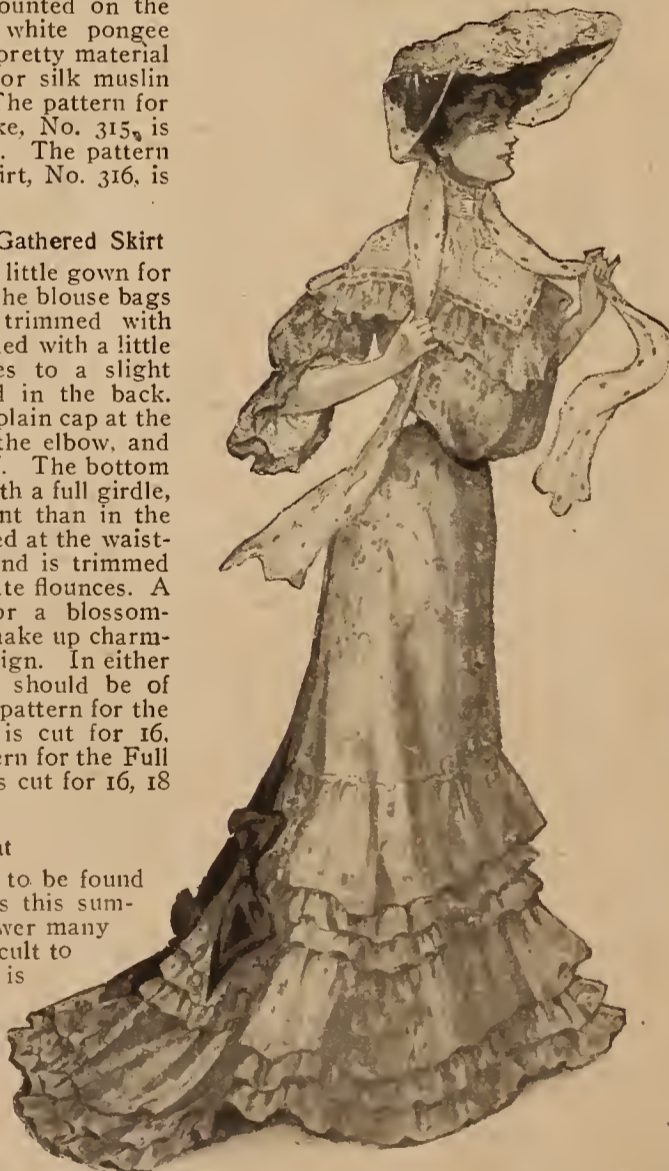 ounted on the
white pongee
pretty material
or silk muslin
The pattern for
ke, No. 315, is
. The pattern
irt, No. 316, is
Gathered Skirt
little gown for
he blouse bags
trimmed with
ed with a little
es to a slight
d in the back.
plain cap at the
the elbow, and
. The bottom
th a full girdle,
nt than in the
ed at the waist-
nd is trimmed
te flounces. A
or a blossom-
nake up charm-
ign. In either
should be of
pattern for the
is cut for 16,
ern for the Full
s cut for 16, 18
nt
to be found
s this sum-
wer many
cult to
is